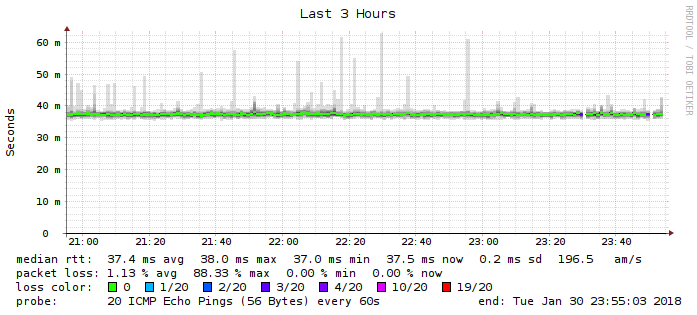 Last 3 Hours
RRDTOOL / TOBI OETIKER
Seconds
60 m
50 m
40 m
30 m
20 m
10 m
0
21:00 21:20 21:40 22:00 22:20 22:40 23:00 23:20 23:40
median rtt: 37.4 ms avg 38.0 ms max 37.0 ms min 37.5 ms now 0.2 ms sd 196.5 am/s
packet loss: 1.13 % avg 88.33 % max 0.00 % min 0.00 % now
loss color: 0 1/20 2/20 3/20 4/20 10/20 19/20
probe: 20 ICMP Echo Pings (56 Bytes) every 60s end: Tue Jan 30 23:55:03 2018